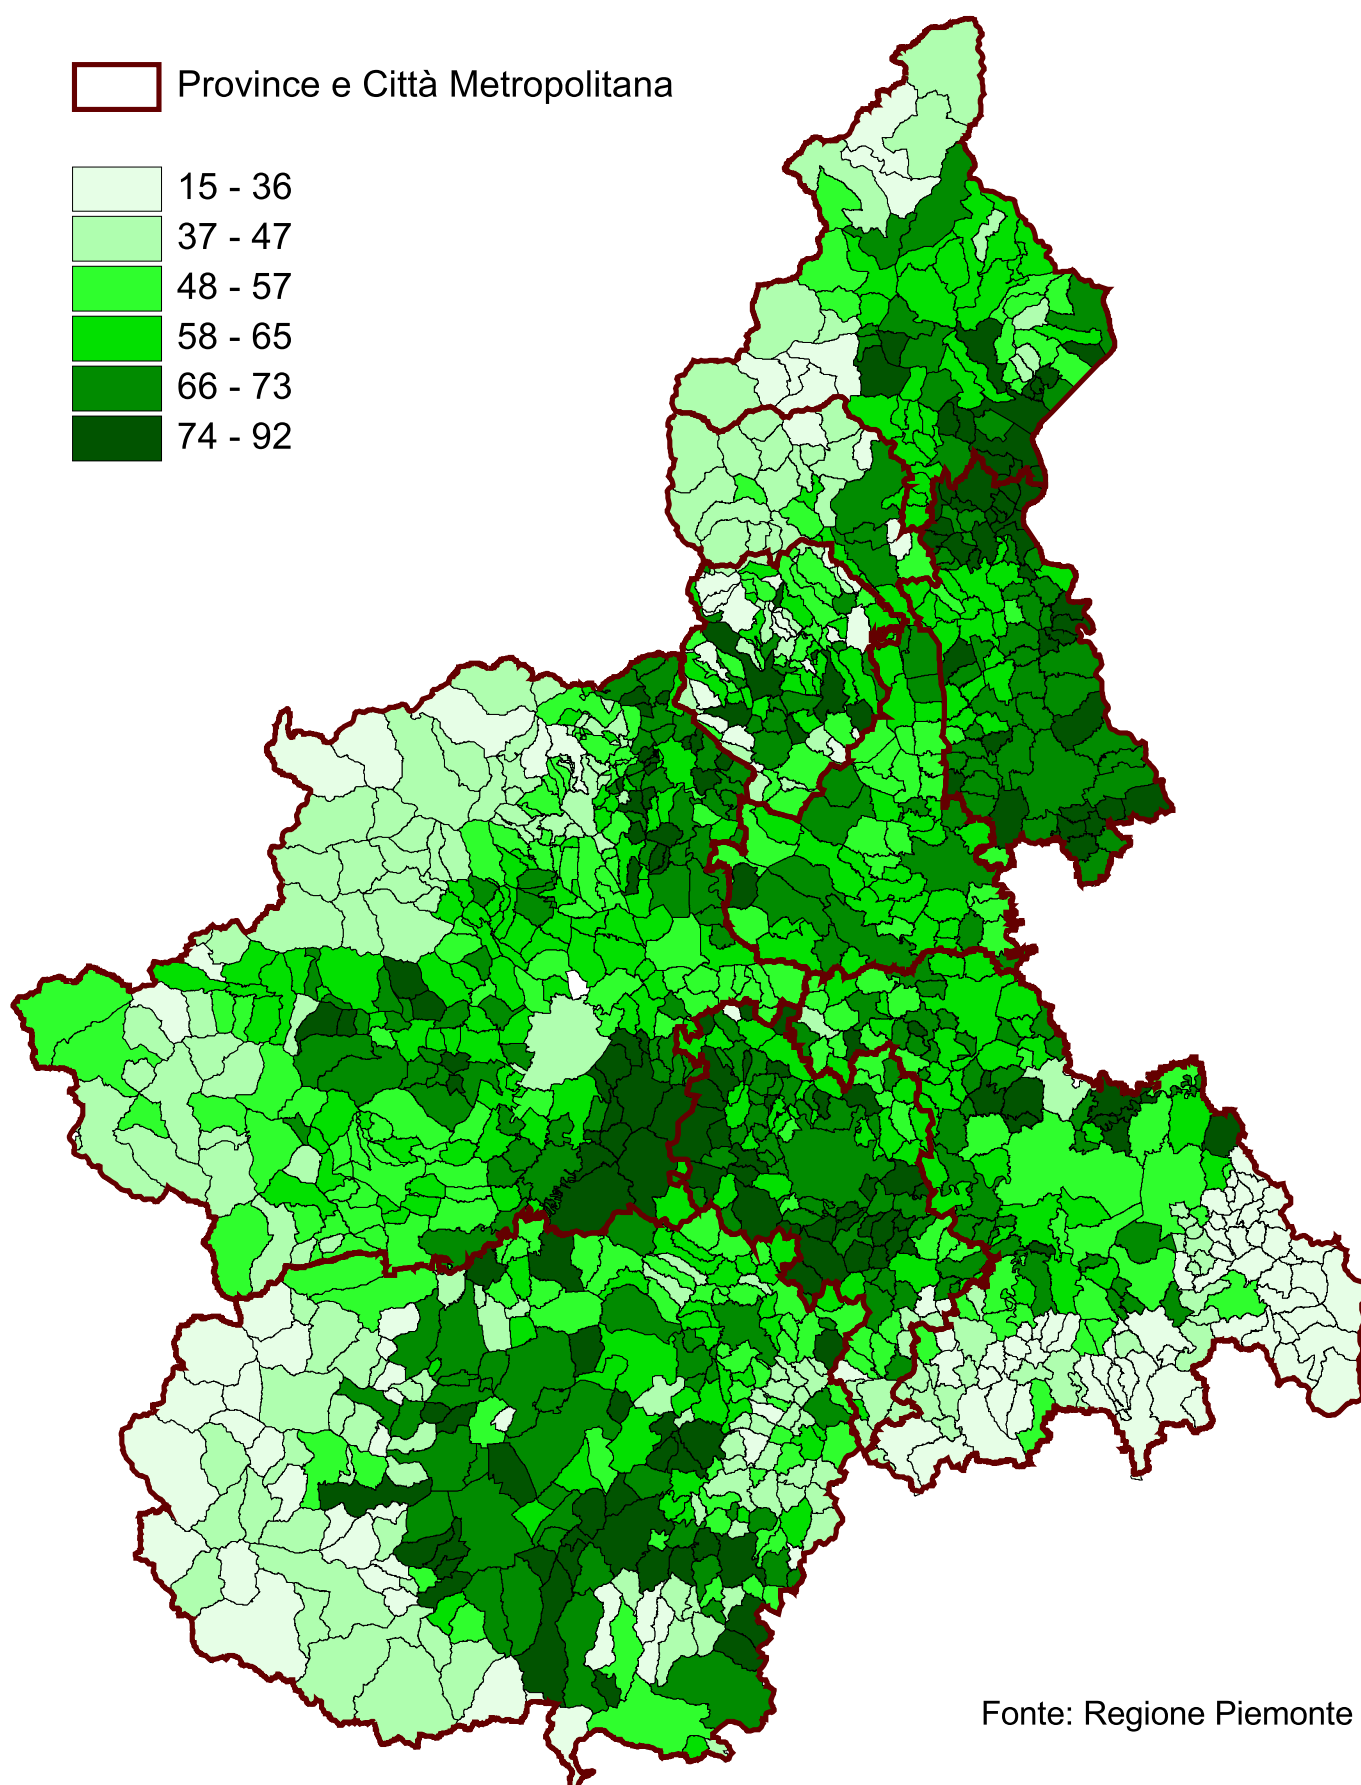 Province e Città Metropolitana
15 - 36
37 - 47
48 - 57
58 - 65
66 - 73
74 - 92
Fonte: Regione Piemonte